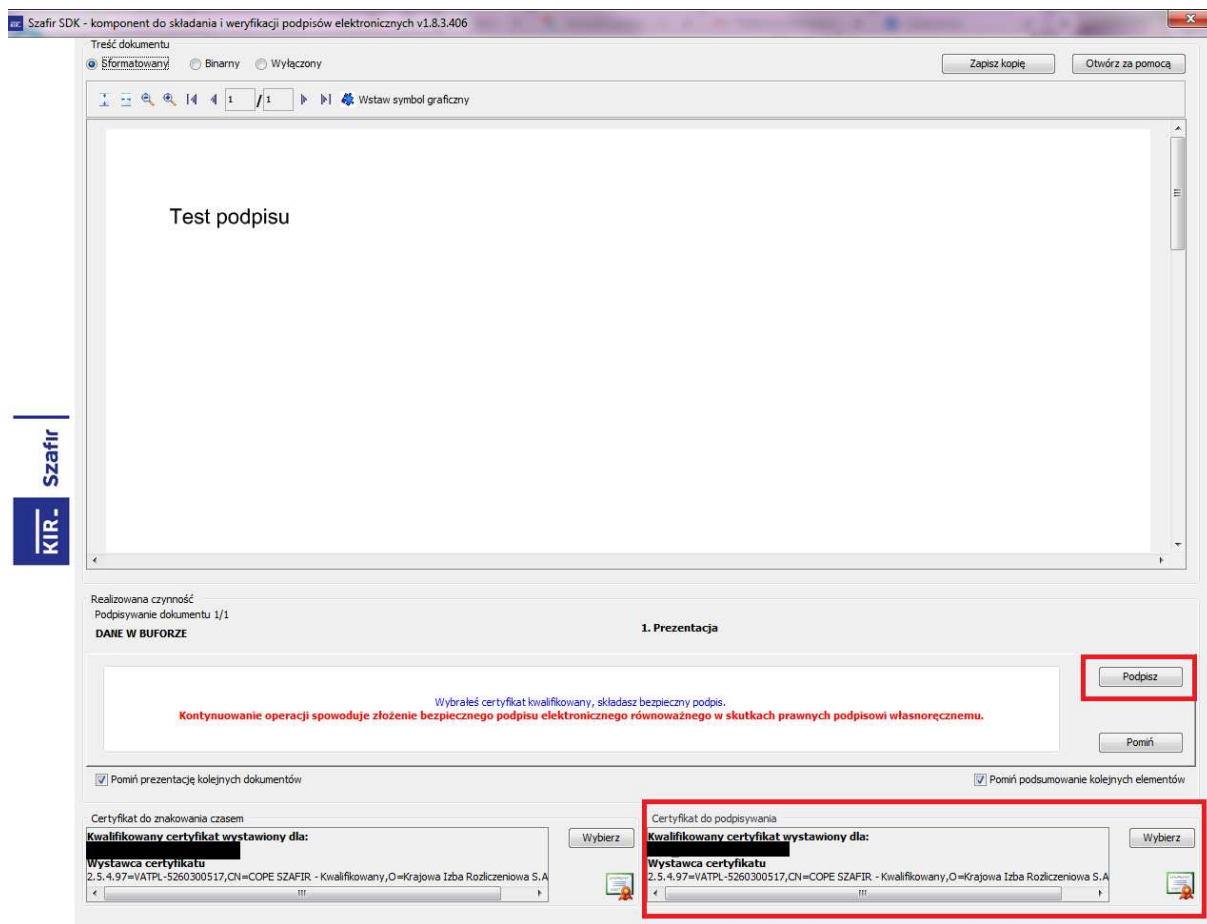 Szafir SDK - komponent do składania i weryfikacji podpisów elektronicznych v1.8.3.406
Treść dokumentu
Sformatowany Binarny Wyłączony Zapisz kopię Otwórz za pomocą
1 / 1 Wstaw symbol graficzny
Test podpisu
KIR. Szafir
Realizowana czynność
Podpisywanie dokumentu 1/1
DANE W BUFORZE
1. Prezentacja
Wybrałeś certyfikat kwalifikowany, składasz bezpieczny podpis.
Kontynuowanie operacji spowoduje złożenie bezpiecznego podpisu elektronicznego równoważnego w skutkach prawnych podpisowi własnoręcznemu.
Podpisz
Pomiń
Pomiń prezentację kolejnych dokumentów Pomiń podsumowanie kolejnych elementów
Certyfikat do znakowania czasem
Kwalifikowany certyfikat wystawiony dla:
Wystawca certyfikatu
2.5.4.97=VATPL-5260300517,CN=COPE SZAFIR - Kwalifikowany,O=Krajowa Izba Rozliczeniowa S.A
Wybierz
Certyfikat do podpisywania
Kwalifikowany certyfikat wystawiony dla:
Wystawca certyfikatu
2.5.4.97=VATPL-5260300517,CN=COPE SZAFIR - Kwalifikowany,O=Krajowa Izba Rozliczeniowa S.A
Wybierz